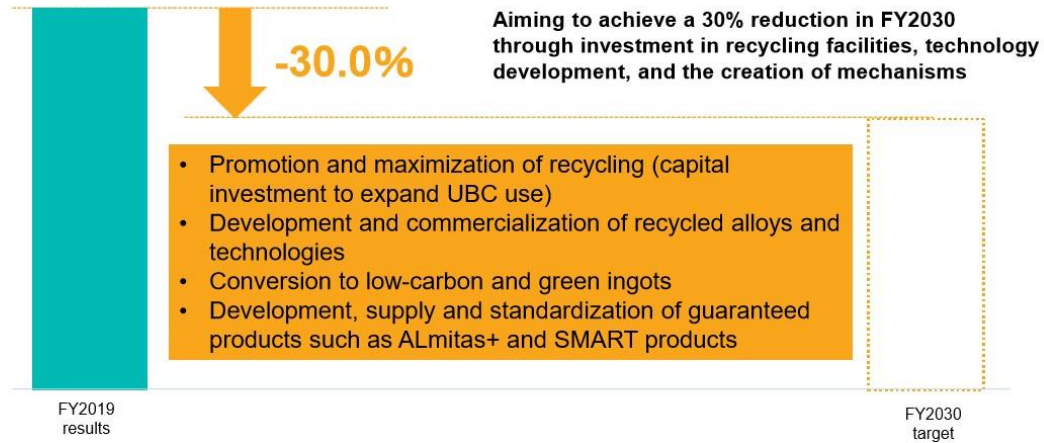 Aiming to achieve a 30% reduction in FY2030
through investment in recycling facilities, technology
development, and the creation of mechanisms
-30.0%
• Promotion and maximization of recycling (capital
investment to expand UBC use)
• Development and commercialization of recycled alloys and
technologies
• Conversion to low-carbon and green ingots
• Development, supply and standardization of guaranteed
products such as ALmitas+ and SMART products
FY2019
results
FY2030
target